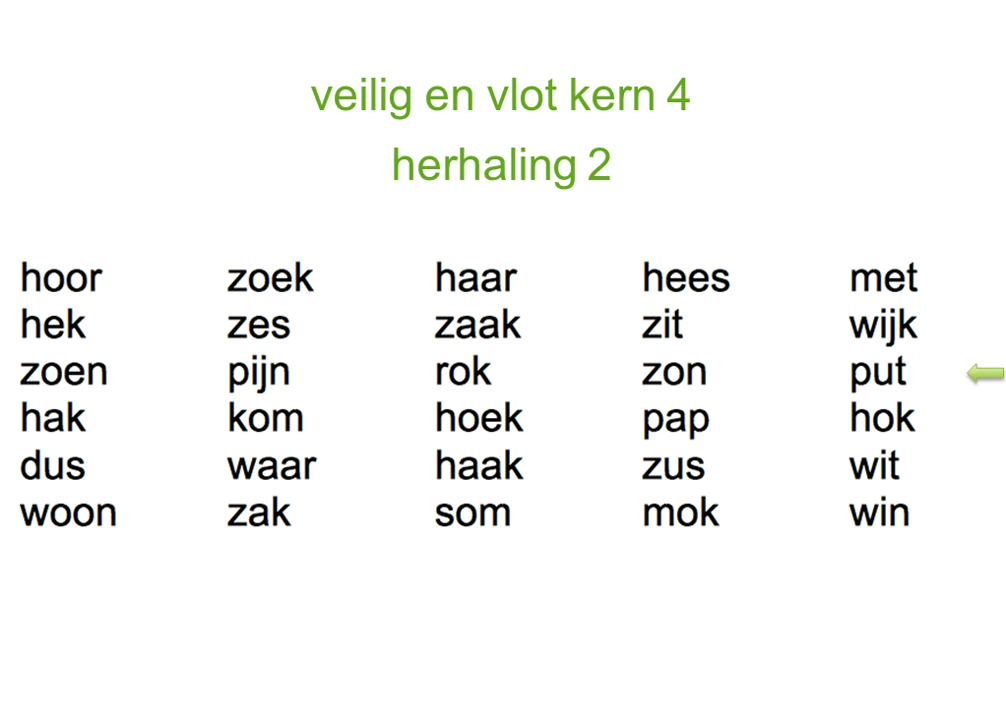 veilig en vlot kern 4
herhaling 2
hoor zoek haar hees met
hek zes zaak zit wijk
zoen pijn rok zon put
hak kom hoek pap hok
dus waar haak zus wit
woon zak som mok win